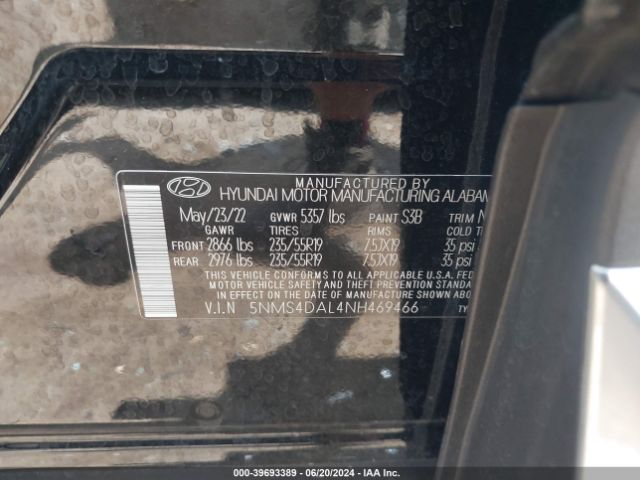 MANUFACTURED BY
HYUNDAI MOTOR MANUFACTURING ALABAM
May/23/22 GVWR 5357 lbs PAINT S3B TRIM N
GAWR TIRES RIMS COLD T
FRONT 2866 lbs 235/55R19 7.5JX19 35 psi
REAR 2976 lbs 235/55R19 7.5JX19 35 psi
THIS VEHICLE CONFORMS TO ALL APPLICABLE U.S.A. FED
MOTOR VEHICLE SAFETY AND THEFT PREVENTION STANDAR
IN EFFECT ON THE DATE OF MANUFACTURE SHOWN ABO
V.I.N 5NMS4DAL4NH469466 TY
000-39693389 - 06/20/2024 - IAA Inc.